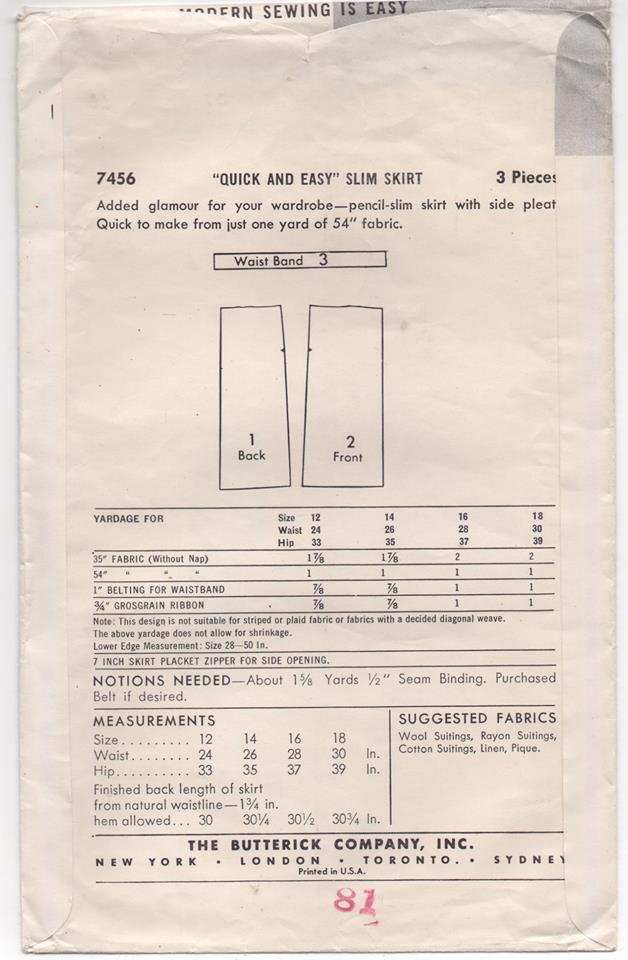 MODERN SEWING IS EASY
7456 "QUICK AND EASY" SLIM SKIRT 3 Pieces
Added glamour for your wardrobe—pencil-slim skirt with side pleat
Quick to make from just one yard of 54" fabric.
Waist Band 3
1 2
Back Front
YARDAGE FOR Size 12 14 16 18
Waist 24 26 28 30
Hip 33 35 37 39
35" FABRIC (Without Nap) 1⅞ 1⅞ 2 2
54" " " " 1 1 1 1
1" BELTING FOR WAISTBAND ⅞ ⅞ 1 1
¾" GROSGRAIN RIBBON ⅞ ⅞ 1 1
Note: This design is not suitable for striped or plaid fabric or fabrics with a decided diagonal weave.
The above yardage does not allow for shrinkage.
Lower Edge Measurement: Size 28—50 In.
7 INCH SKIRT PLACKET ZIPPER FOR SIDE OPENING.
NOTIONS NEEDED—About 1⅝ Yards ½" Seam Binding. Purchased
Belt if desired.
MEASUREMENTS
Size......... 12 14 16 18
Waist........ 24 26 28 30 In.
Hip.......... 33 35 37 39 In.
Finished back length of skirt
from natural waistline—1¾ in.
hem allowed... 30 30¼ 30½ 30¾ In.
SUGGESTED FABRICS
Wool Suitings, Rayon Suitings,
Cotton Suitings, Linen, Pique.
THE BUTTERICK COMPANY, INC.
NEW YORK • LONDON • TORONTO. • SYDNEY
Printed in U.S.A.
81